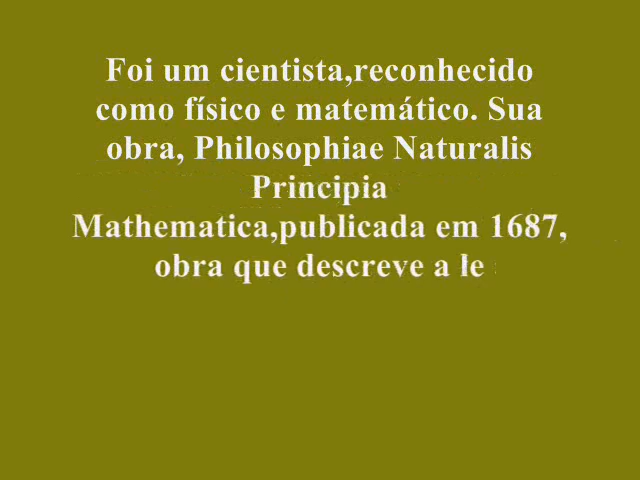 Foi um cientista,reconhecido
como físico e matemático. Sua
obra, Philosophiae Naturalis
Principia
Mathematica,publicada em 1687,
obra que descreve a le